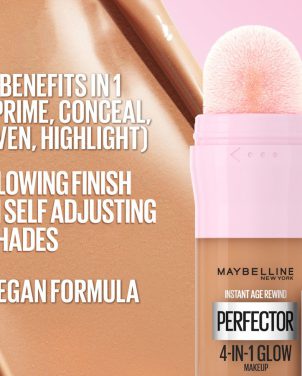 BENEFITS IN 1
PRIME, CONCEAL,
VEN, HIGHLIGHT)
LOWING FINISH
SELF ADJUSTING
HADES
EGAN FORMULA
MAYBELLINE
NEW YORK
INSTANT AGE REWIND
PERFECTOR
4-IN-1 GLOW
MAKEUP